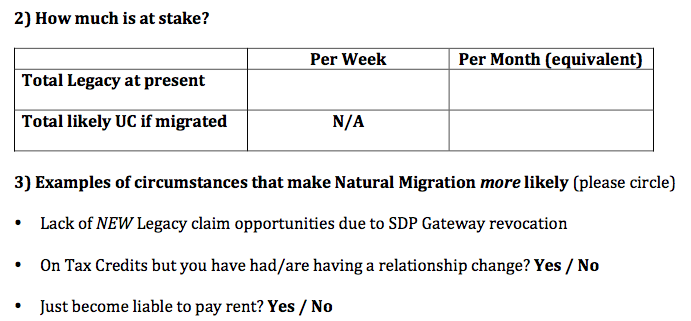 2) How much is at stake?
Per Week Per Month (equivalent)
Total Legacy at present
Total likely UC if migrated N/A
3) Examples of circumstances that make Natural Migration more likely (please circle)
• Lack of NEW Legacy claim opportunities due to SDP Gateway revocation
• On Tax Credits but you have had/are having a relationship change? Yes / No
• Just become liable to pay rent? Yes / No